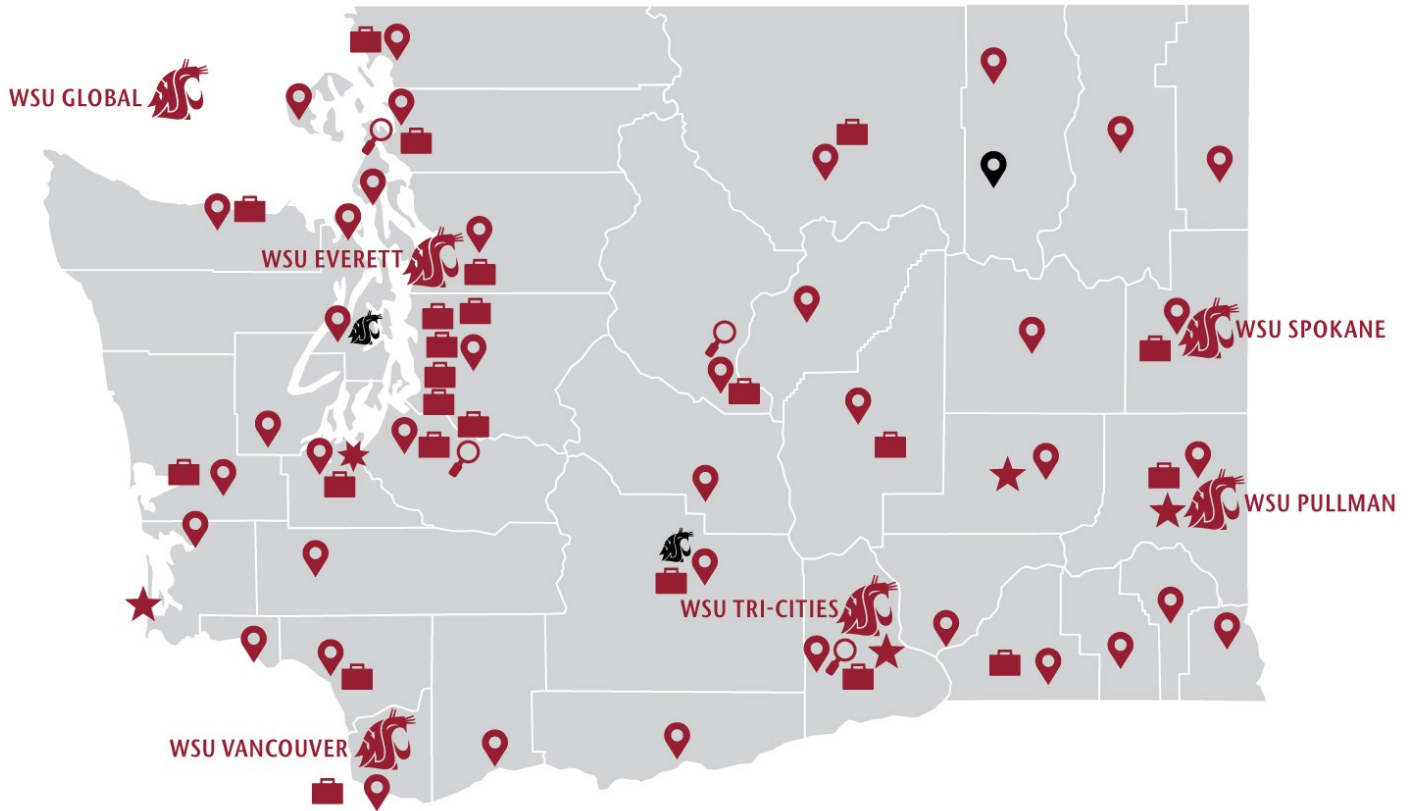 WSU GLOBAL
WSU EVERETT
WSU SPOKANE
WSU PULLMAN
WSU TRI-CITIES
WSU VANCOUVER